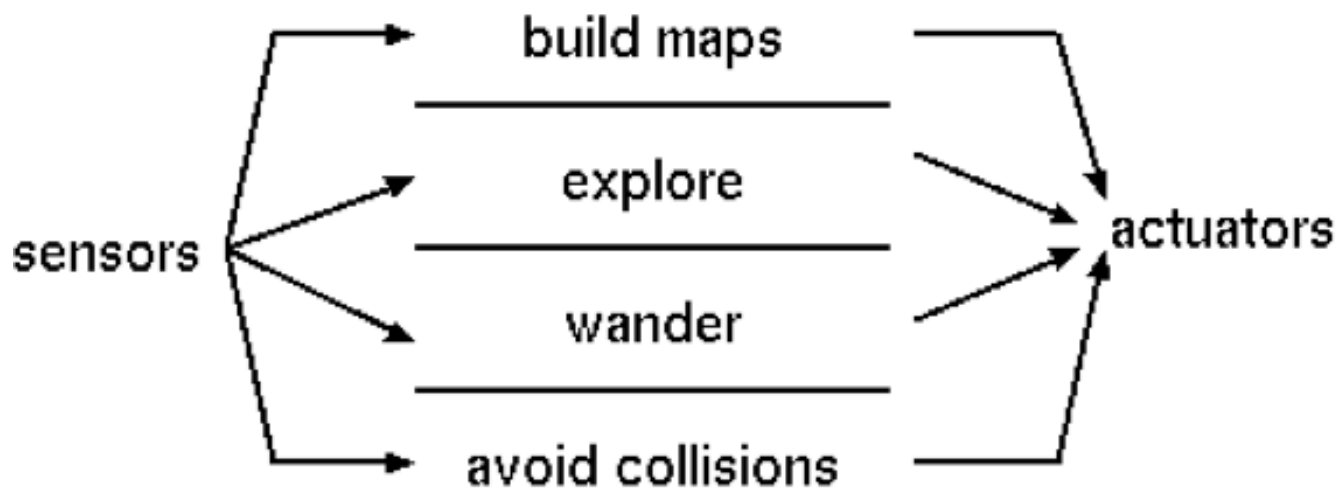 build maps
explore
sensors
actuators
wander
avoid collisions